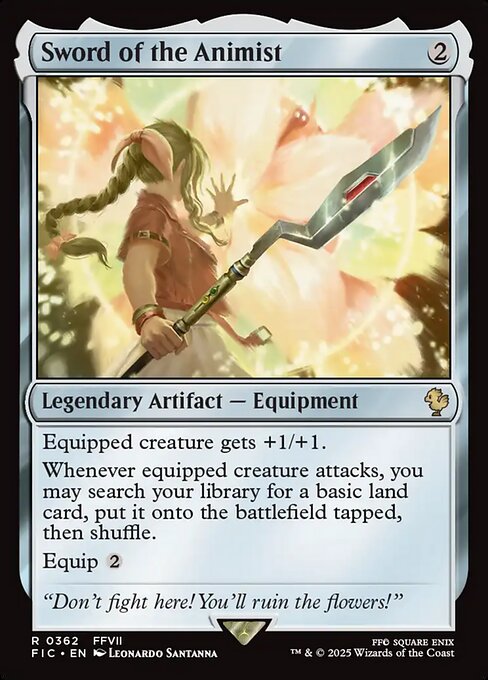 Sword of the Animist 2
Legendary Artifact — Equipment
Equipped creature gets +1/+1.
Whenever equipped creature attacks, you
may search your library for a basic land
card, put it onto the battlefield tapped,
then shuffle.
Equip 2
“Don’t fight here! You’ll ruin the flowers!”
R 0362 FFVII
FIC • EN Leonardo Santanna
FF© SQUARE ENIX
™ & © 2025 Wizards of the Coast